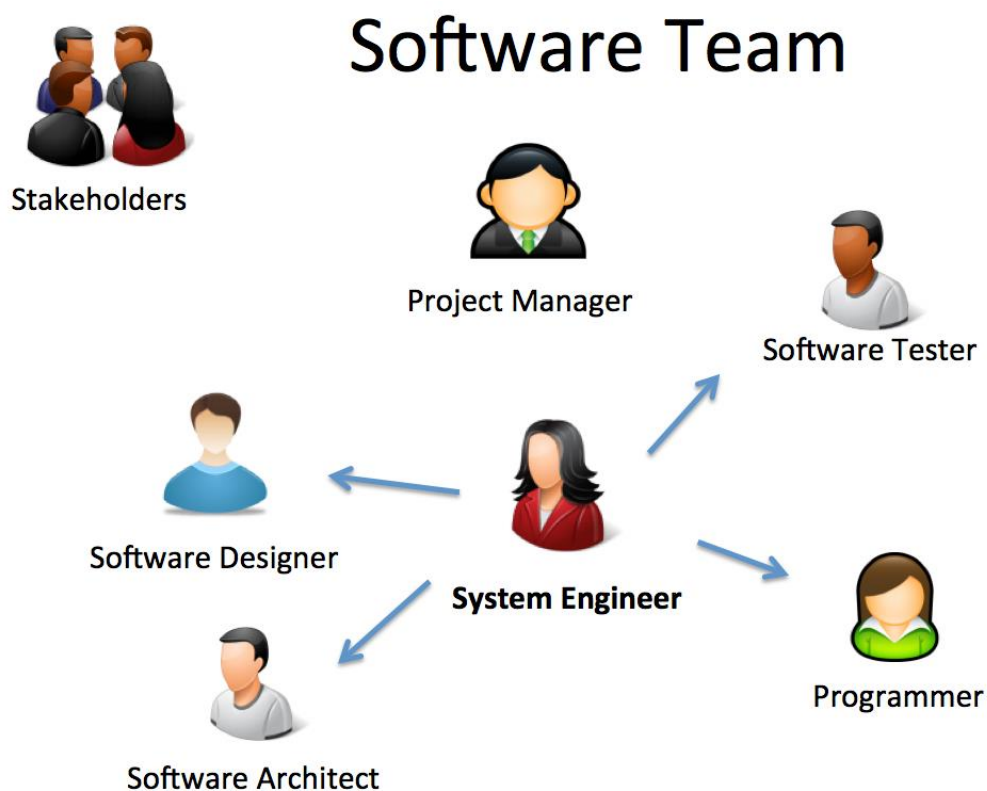 Software Team
Stakeholders
Project Manager
Software Tester
Software Designer
System Engineer
Programmer
Software Architect